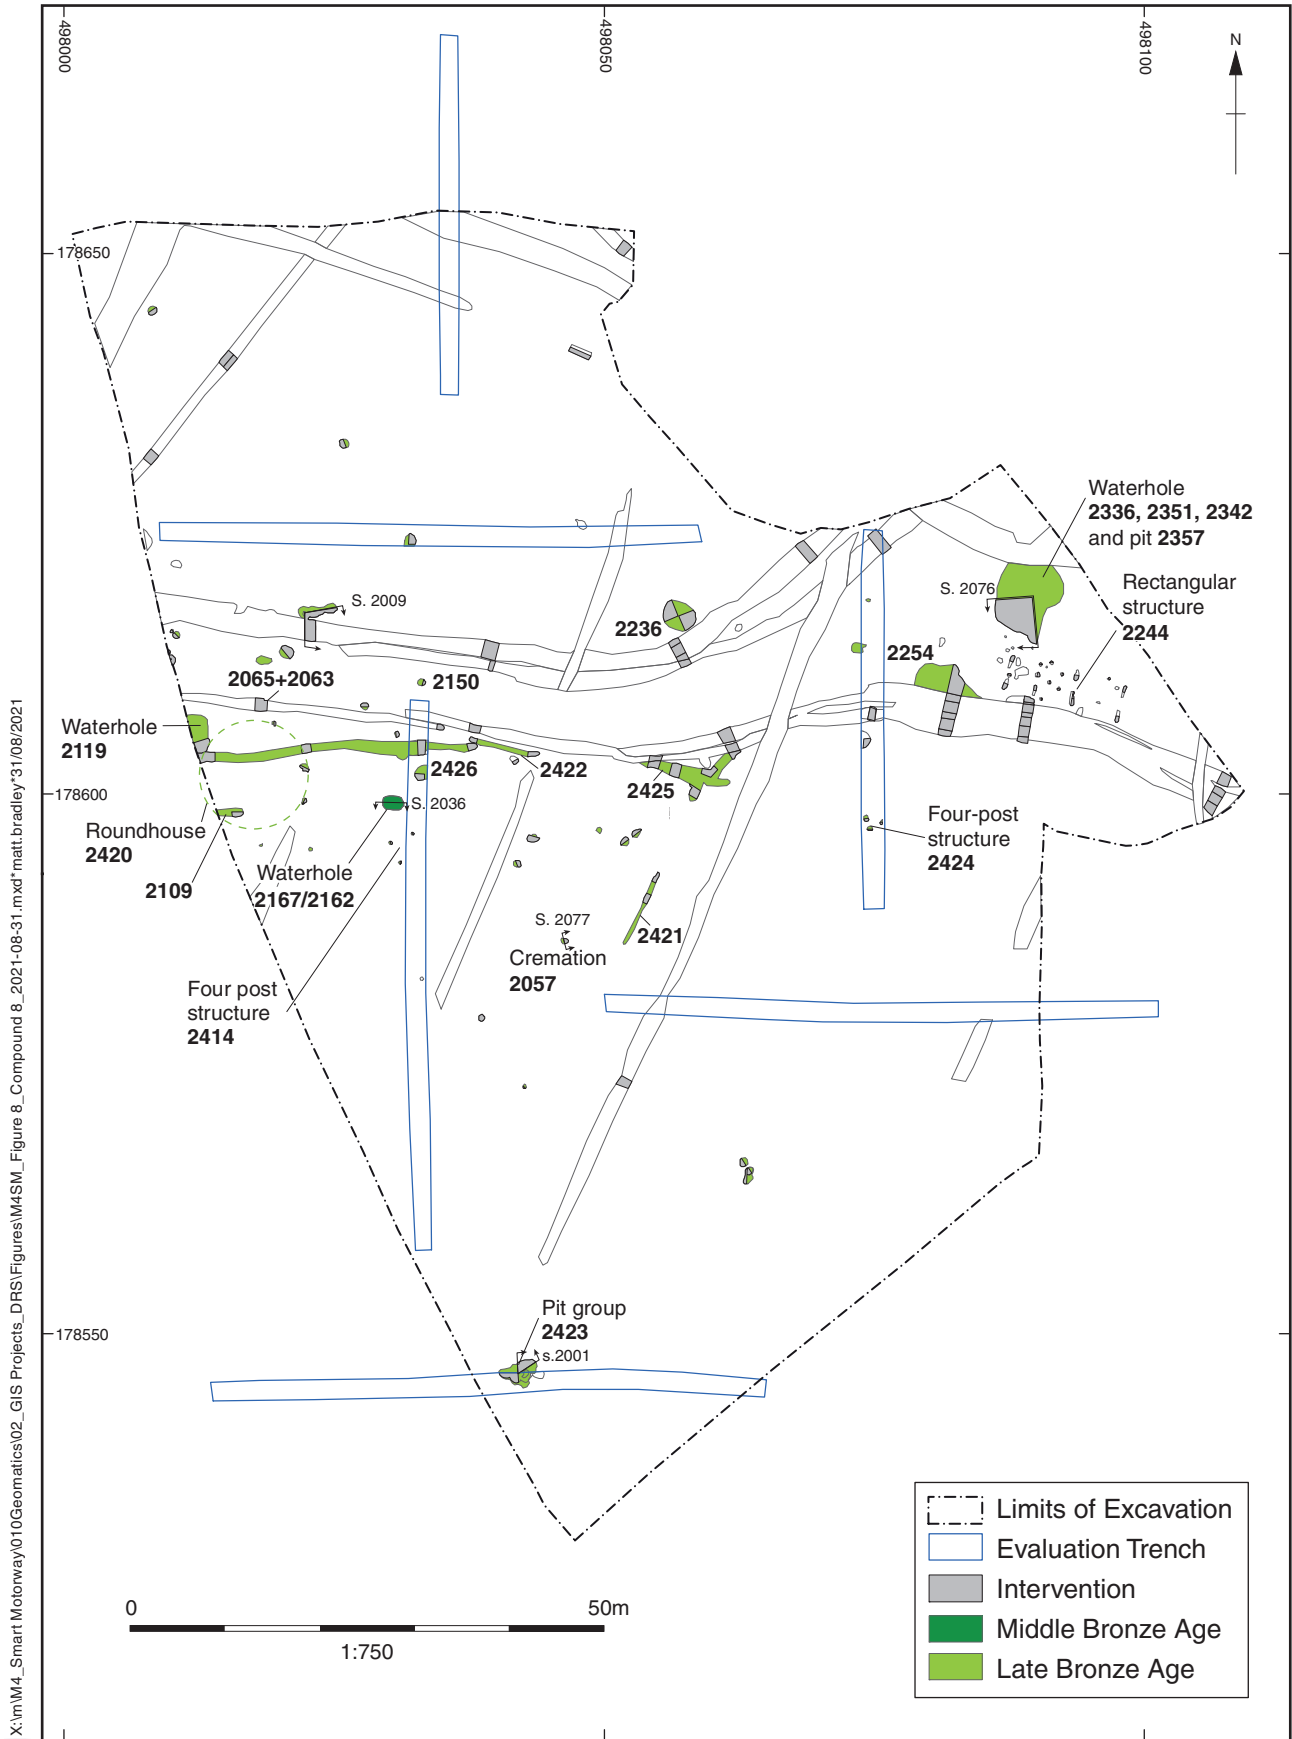 498000
498050
498100
N
178650
Waterhole
2336, 2351, 2342
and pit 2357
S. 2076
Rectangular
structure
2244
S. 2009
2236
2254
2065+2063
2150
Waterhole
2119
2426
2422
2425
178600
S. 2036
Roundhouse
2420
Four-post
structure
2424
2109
Waterhole
2167/2162
S. 2077
2421
Cremation
2057
Four post
structure
2414
Pit group
2423
s.2001
178550
Limits of Excavation
Evaluation Trench
Intervention
Middle Bronze Age
Late Bronze Age
0
50m
1:750
X:\m\M4_Smart Motorway\010Geomatics\02_GIS Projects_DRS\Figures\M4SM_Figure 8_Compound 8_2021-08-31.mxd*matt.bradley*31/08/2021